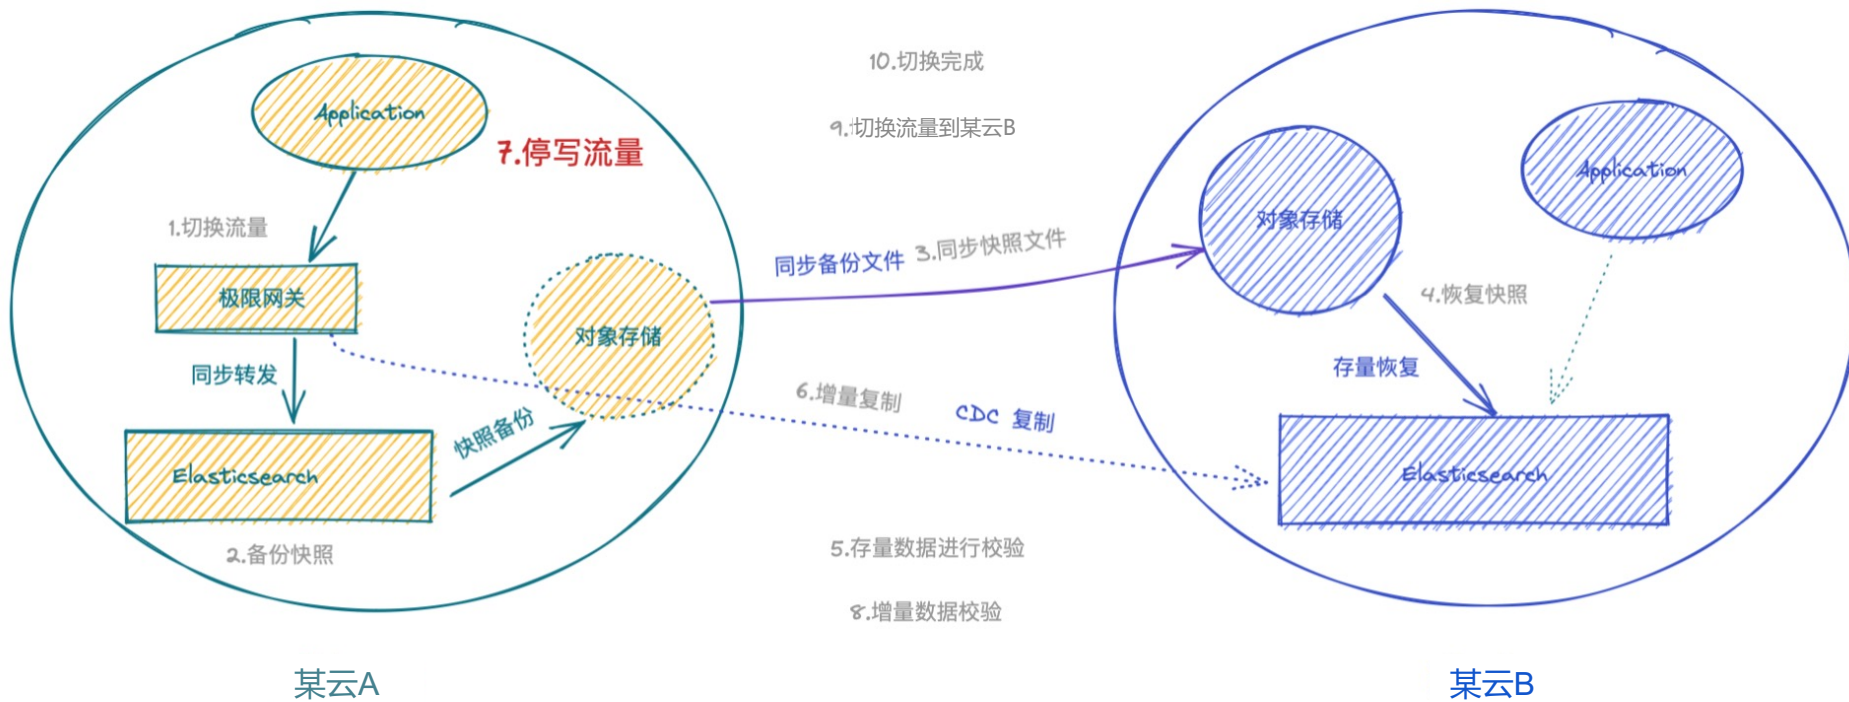 10.切换完成
Application
9.切换流量到某云B
7.停写流量
Application
1.切换流量
对象存储
同步备份文件
3.同步快照文件
极限网关
4.恢复快照
对象存储
同步转发
存量恢复
6.增量复制
CDC 复制
快照备份
Elasticsearch
Elasticsearch
2.备份快照
5.存量数据进行校验
8.增量数据校验
某云A
某云B